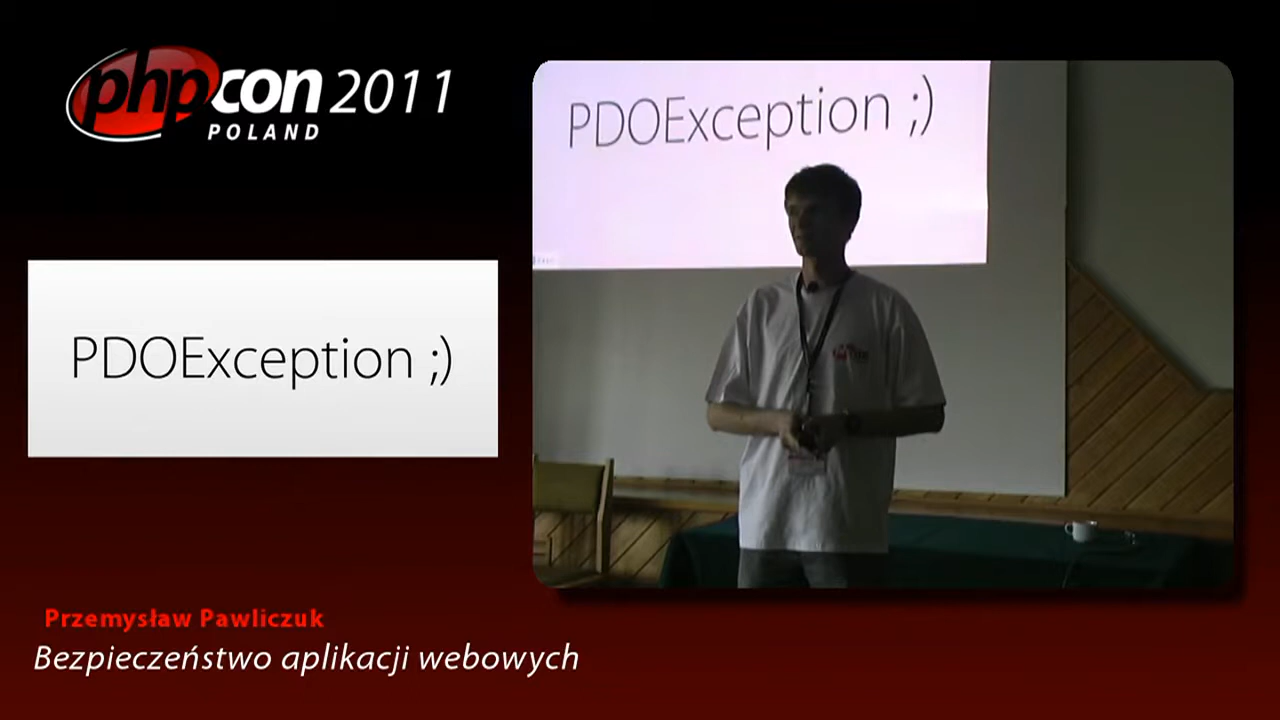 phpcon 2011
POLAND
PDOException ;)
PDOException ;)
Przemysław Pawliczuk
Bezpieczeństwo aplikacji webowych